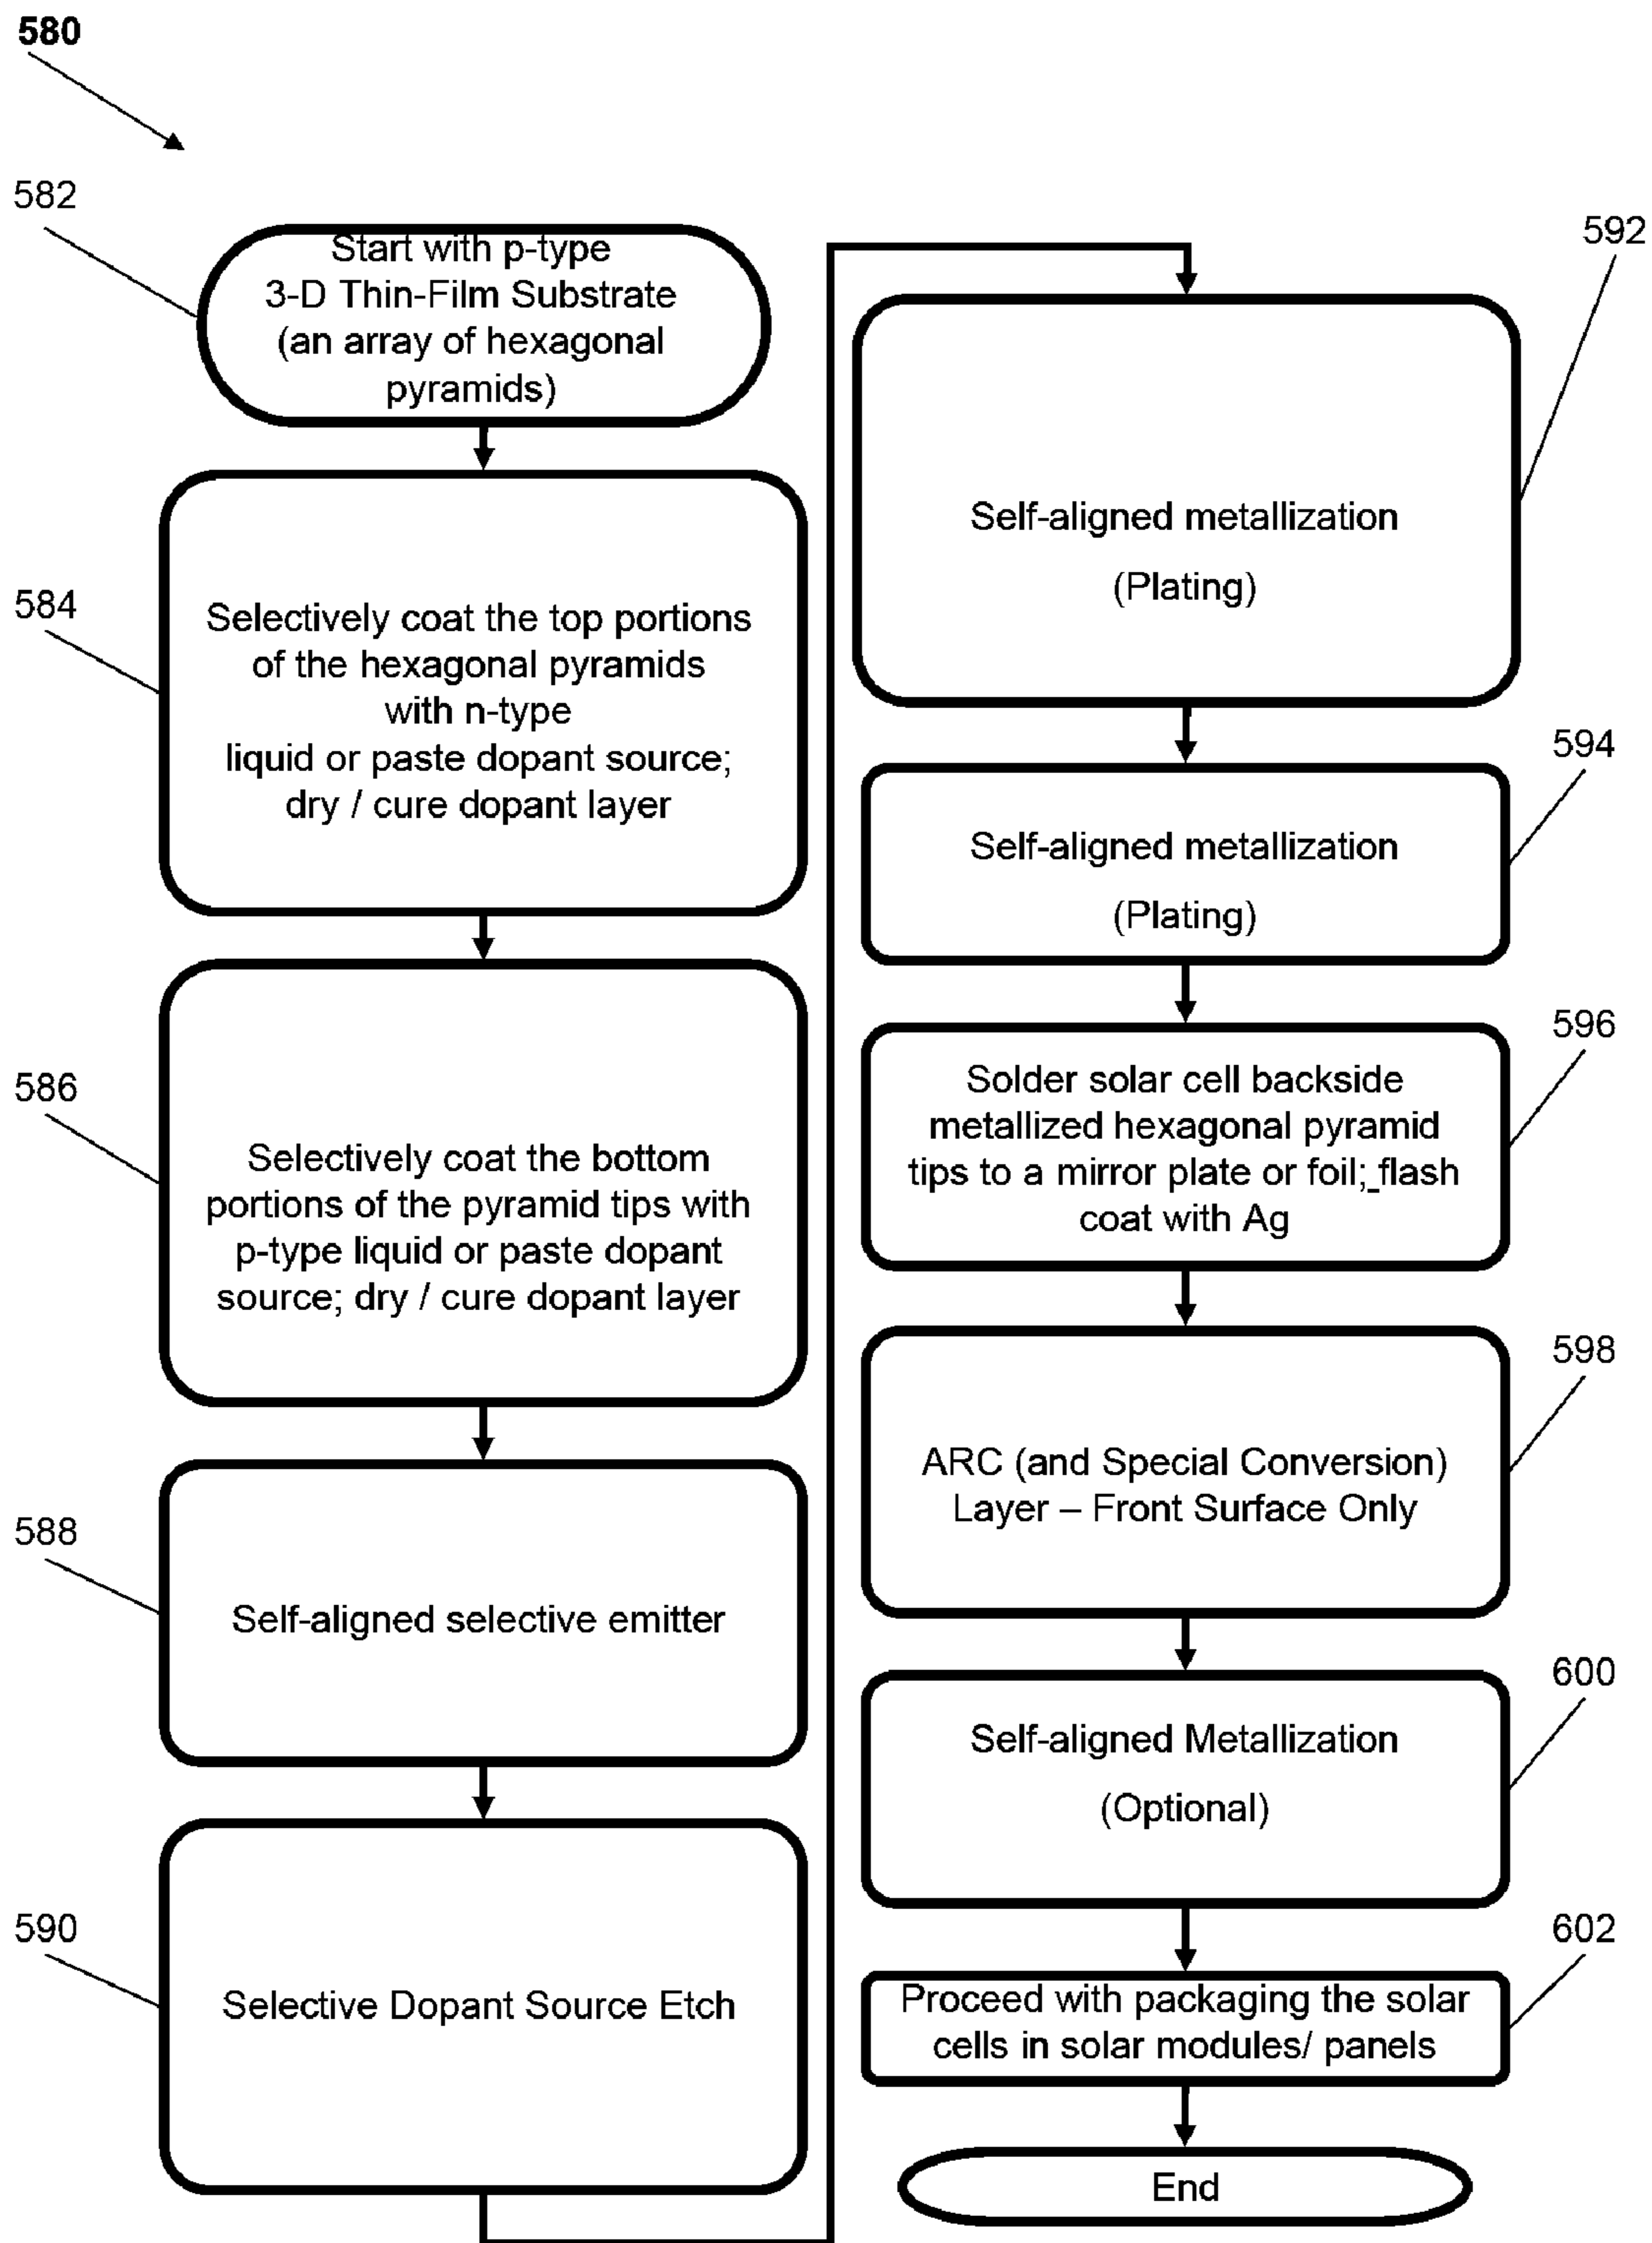 580
582
Start with p-type
3-D Thin-Film Substrate
(an array of hexagonal
pyramids)
584
Selectively coat the top portions
of the hexagonal pyramids
with n-type
liquid or paste dopant source;
dry / cure dopant layer
586
Selectively coat the bottom
portions of the pyramid tips with
p-type liquid or paste dopant
source; dry / cure dopant layer
588
Self-aligned selective emitter
590
Selective Dopant Source Etch
592
Self-aligned metallization
(Plating)
594
Self-aligned metallization
(Plating)
596
Solder solar cell backside
metallized hexagonal pyramid
tips to a mirror plate or foil; flash
coat with Ag
598
ARC (and Special Conversion)
Layer – Front Surface Only
600
Self-aligned Metallization
(Optional)
602
Proceed with packaging the solar
cells in solar modules/ panels
End